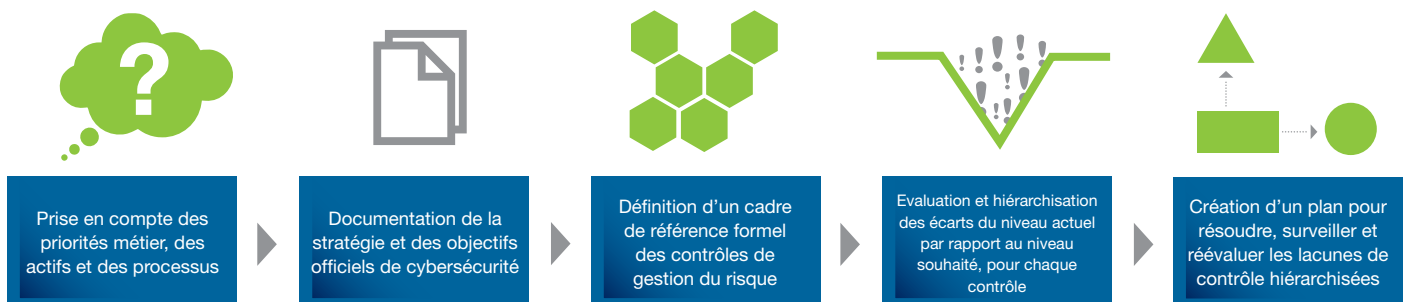 ?
Prise en compte des
priorités métier, des
actifs et des processus
Documentation de la
stratégie et des objectifs
officiels de cybersécurité
Définition d’un cadre
de référence formel
des contrôles de
gestion du risque
Evaluation et hiérarchisation
des écarts du niveau actuel
par rapport au niveau
souhaité, pour chaque
contrôle
Création d’un plan pour
résoudre, surveiller et
réévaluer les lacunes de
contrôle hiérarchisées